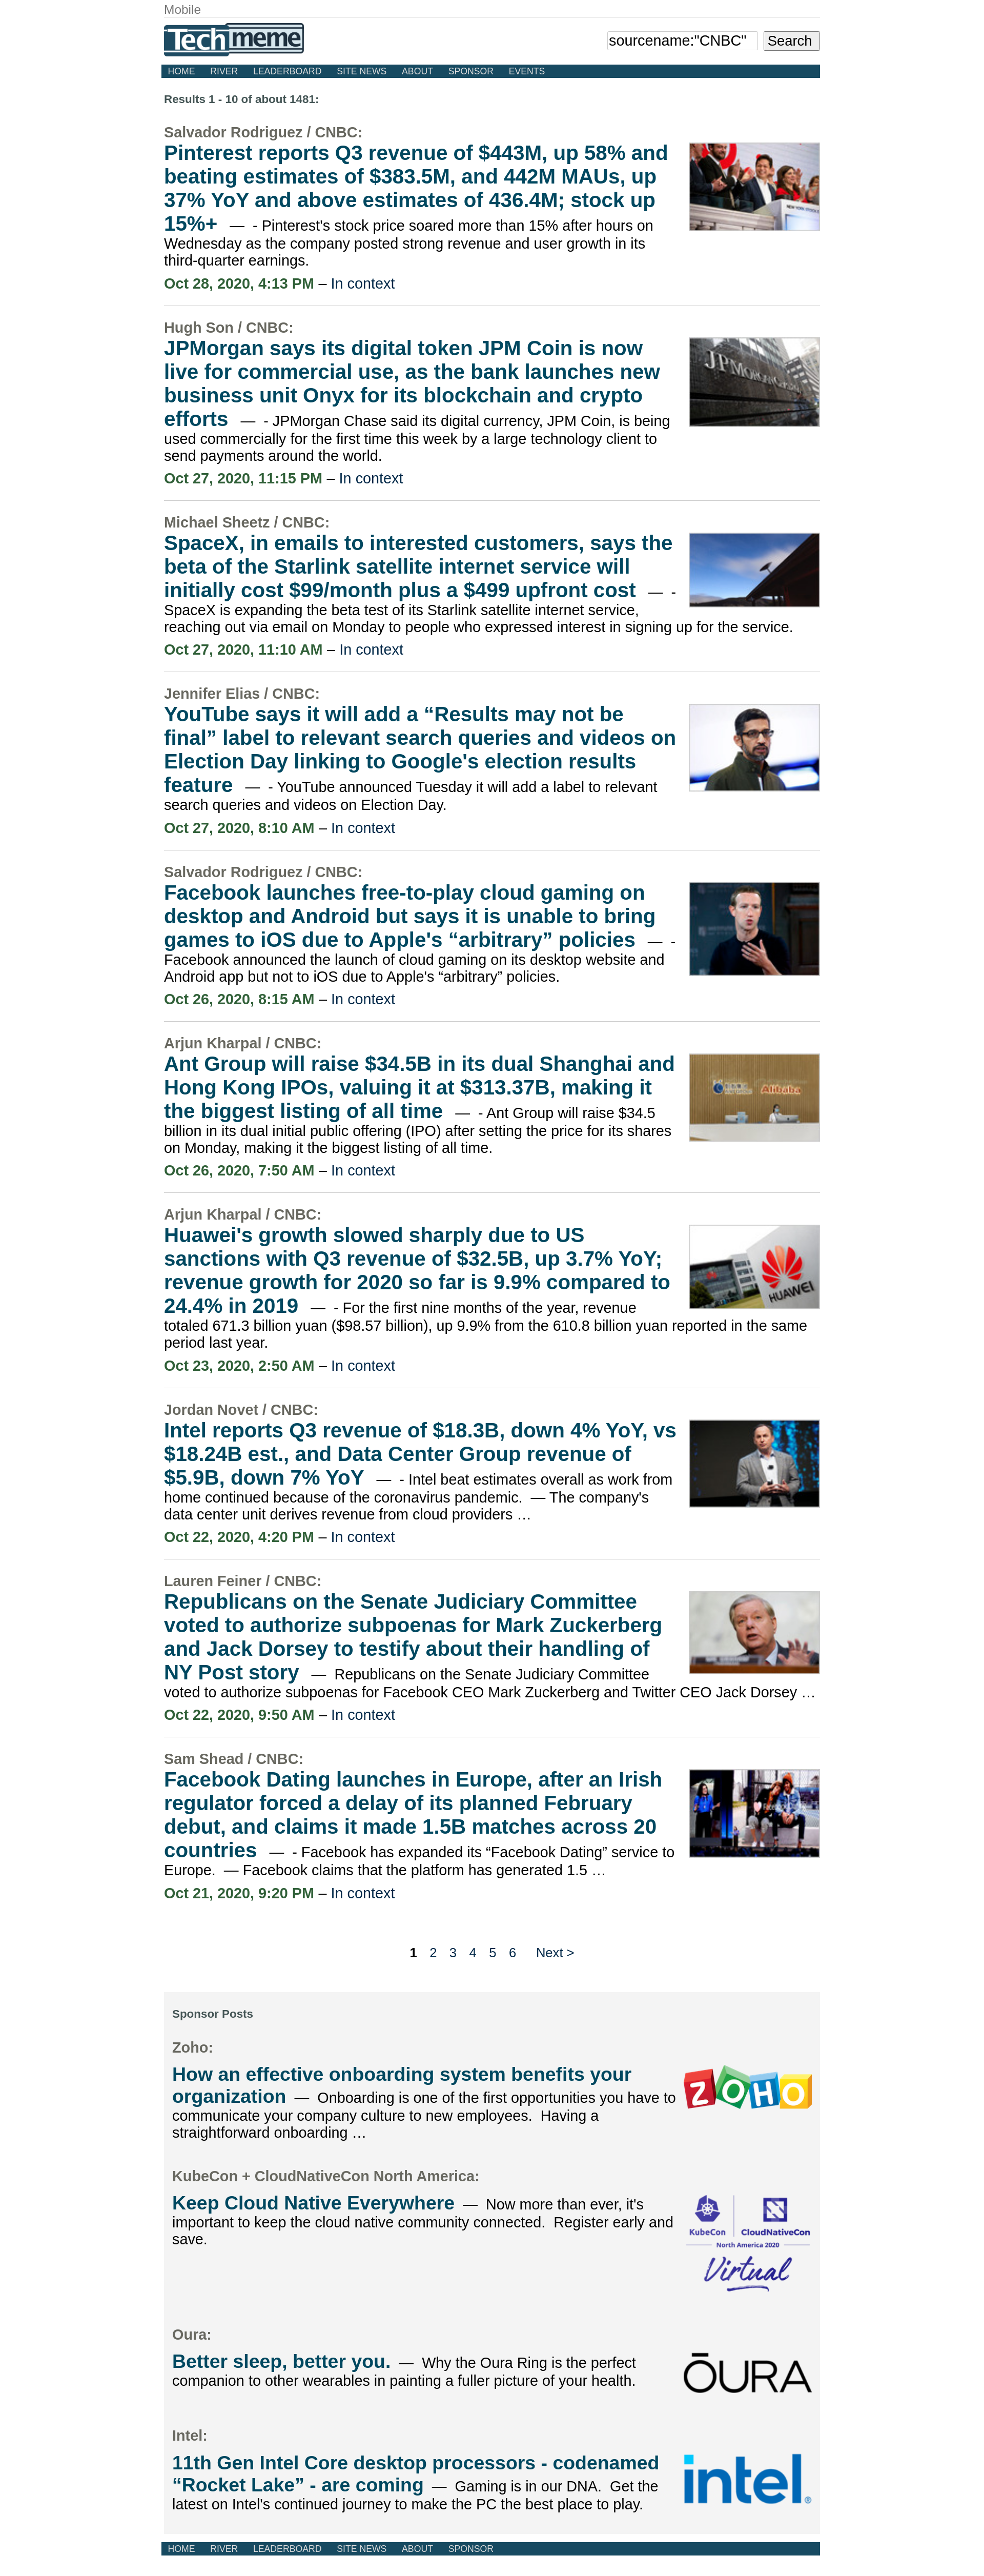 Mobile
Techmeme
sourcename:"CNBC" Search
HOME RIVER LEADERBOARD SITE NEWS ABOUT SPONSOR EVENTS
Results 1 - 10 of about 1481:
Salvador Rodriguez / CNBC:
Pinterest reports Q3 revenue of $443M, up 58% and
beating estimates of $383.5M, and 442M MAUs, up
37% YoY and above estimates of 436.4M; stock up
15%+ — - Pinterest's stock price soared more than 15% after hours on
Wednesday as the company posted strong revenue and user growth in its
third-quarter earnings.
Oct 28, 2020, 4:13 PM – In context
Hugh Son / CNBC:
JPMorgan says its digital token JPM Coin is now
live for commercial use, as the bank launches new
business unit Onyx for its blockchain and crypto
efforts — - JPMorgan Chase said its digital currency, JPM Coin, is being
used commercially for the first time this week by a large technology client to
send payments around the world.
Oct 27, 2020, 11:15 PM – In context
Michael Sheetz / CNBC:
SpaceX, in emails to interested customers, says the
beta of the Starlink satellite internet service will
initially cost $99/month plus a $499 upfront cost — -
SpaceX is expanding the beta test of its Starlink satellite internet service,
reaching out via email on Monday to people who expressed interest in signing up for the service.
Oct 27, 2020, 11:10 AM – In context
Jennifer Elias / CNBC:
YouTube says it will add a “Results may not be
final” label to relevant search queries and videos on
Election Day linking to Google's election results
feature — - YouTube announced Tuesday it will add a label to relevant
search queries and videos on Election Day.
Oct 27, 2020, 8:10 AM – In context
Salvador Rodriguez / CNBC:
Facebook launches free-to-play cloud gaming on
desktop and Android but says it is unable to bring
games to iOS due to Apple's “arbitrary” policies — -
Facebook announced the launch of cloud gaming on its desktop website and
Android app but not to iOS due to Apple's “arbitrary” policies.
Oct 26, 2020, 8:15 AM – In context
Arjun Kharpal / CNBC:
Ant Group will raise $34.5B in its dual Shanghai and
Hong Kong IPOs, valuing it at $313.37B, making it
the biggest listing of all time — - Ant Group will raise $34.5
billion in its dual initial public offering (IPO) after setting the price for its shares
on Monday, making it the biggest listing of all time.
Alibaba
Oct 26, 2020, 7:50 AM – In context
Arjun Kharpal / CNBC:
Huawei's growth slowed sharply due to US
sanctions with Q3 revenue of $32.5B, up 3.7% YoY;
revenue growth for 2020 so far is 9.9% compared to
24.4% in 2019 — - For the first nine months of the year, revenue
totaled 671.3 billion yuan ($98.57 billion), up 9.9% from the 610.8 billion yuan reported in the same
period last year.
HUAWEI
Oct 23, 2020, 2:50 AM – In context
Jordan Novet / CNBC:
Intel reports Q3 revenue of $18.3B, down 4% YoY, vs
$18.24B est., and Data Center Group revenue of
$5.9B, down 7% YoY — - Intel beat estimates overall as work from
home continued because of the coronavirus pandemic. — The company's
data center unit derives revenue from cloud providers …
Oct 22, 2020, 4:20 PM – In context
Lauren Feiner / CNBC:
Republicans on the Senate Judiciary Committee
voted to authorize subpoenas for Mark Zuckerberg
and Jack Dorsey to testify about their handling of
NY Post story — Republicans on the Senate Judiciary Committee
voted to authorize subpoenas for Facebook CEO Mark Zuckerberg and Twitter CEO Jack Dorsey …
Oct 22, 2020, 9:50 AM – In context
Sam Shead / CNBC:
Facebook Dating launches in Europe, after an Irish
regulator forced a delay of its planned February
debut, and claims it made 1.5B matches across 20
countries — - Facebook has expanded its “Facebook Dating” service to
Europe. — Facebook claims that the platform has generated 1.5 …
Oct 21, 2020, 9:20 PM – In context
1 2 3 4 5 6 Next >
Sponsor Posts
Zoho:
How an effective onboarding system benefits your
organization — Onboarding is one of the first opportunities you have to
communicate your company culture to new employees. Having a
straightforward onboarding …
ZOHO
KubeCon + CloudNativeCon North America:
Keep Cloud Native Everywhere — Now more than ever, it's
important to keep the cloud native community connected. Register early and
save.
KubeCon CloudNativeCon
North America 2020
Virtual
Oura:
Better sleep, better you. — Why the Oura Ring is the perfect
companion to other wearables in painting a fuller picture of your health.
ŌURA
Intel:
11th Gen Intel Core desktop processors - codenamed
“Rocket Lake” - are coming — Gaming is in our DNA. Get the
latest on Intel's continued journey to make the PC the best place to play.
intel®
HOME RIVER LEADERBOARD SITE NEWS ABOUT SPONSOR